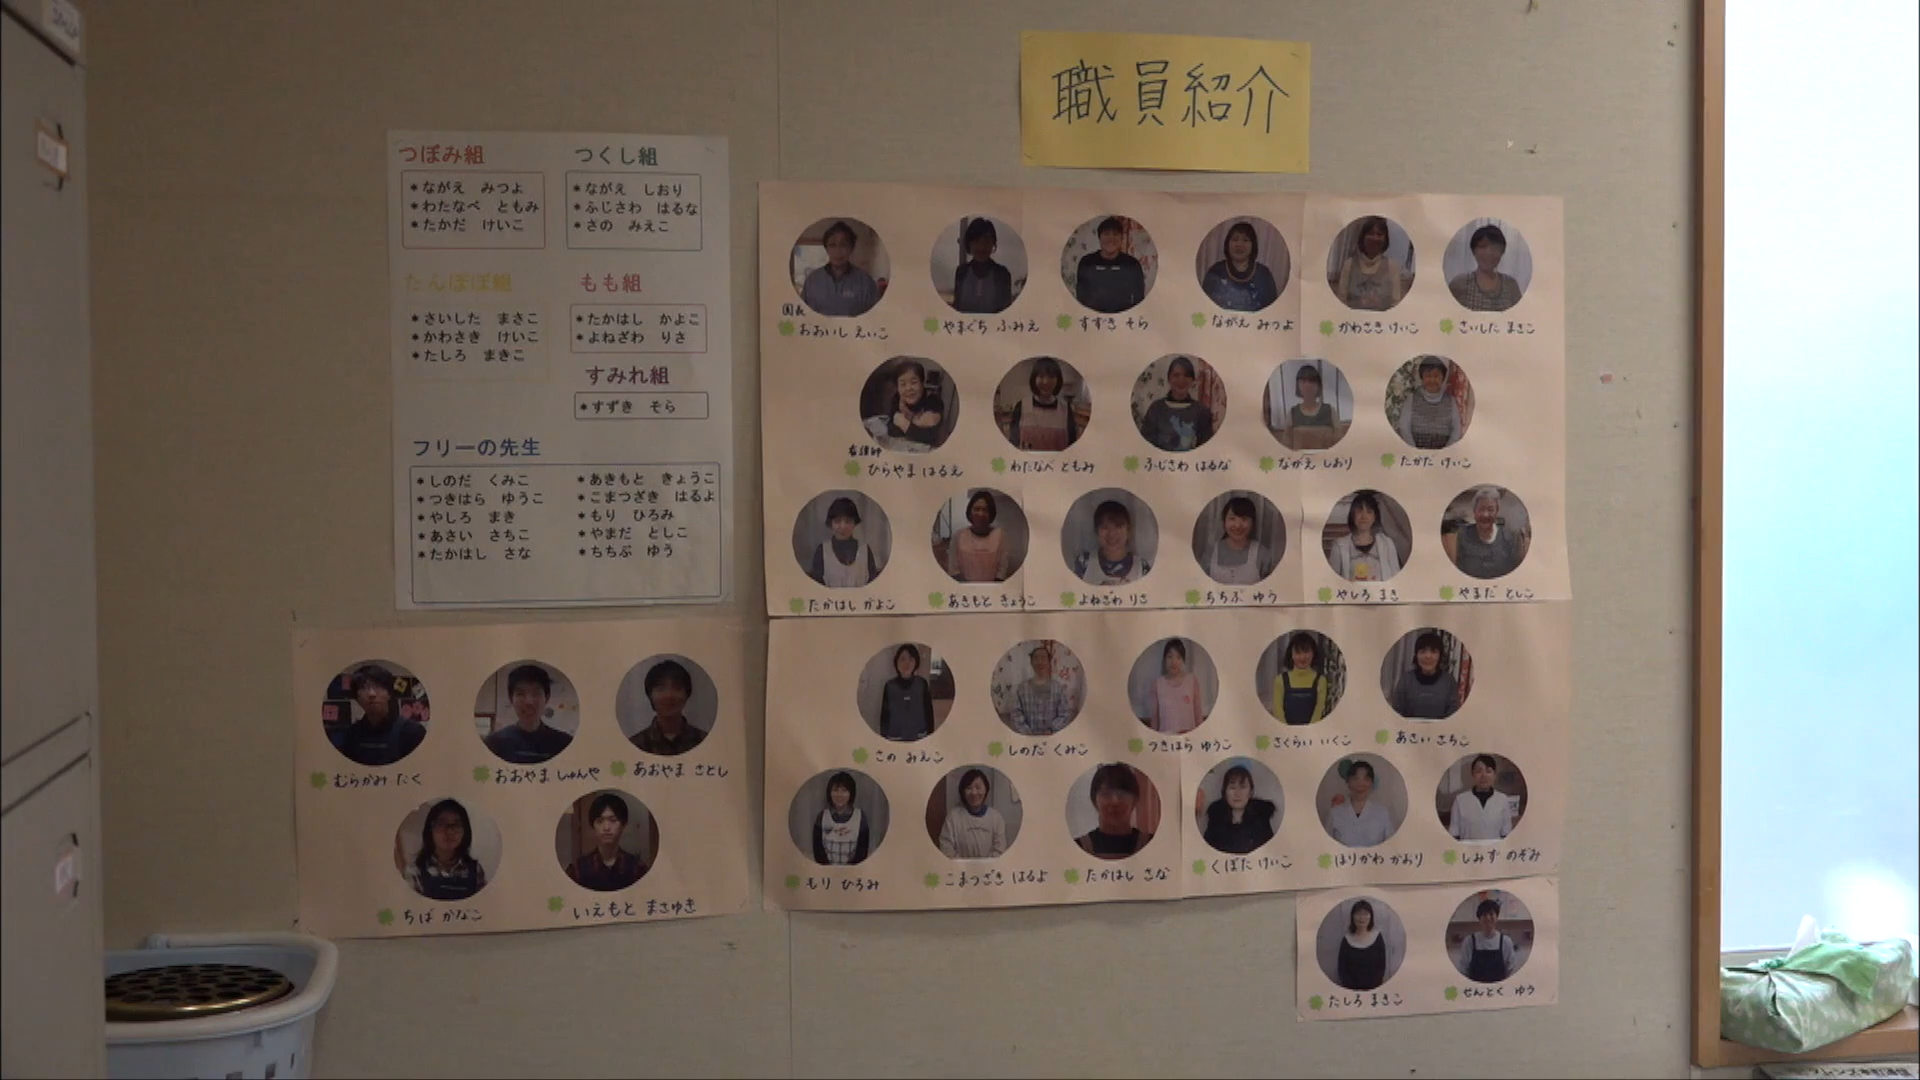 職員紹介
つぼみ組
*ながえ みつよ
*わたなべ ともみ
*たかだ けいこ
つくし組
*ながえ しおり
*ふじさわ はるな
*さの みえこ
たんぽぽ組
*さいした まさこ
*かわさき けいこ
*たしろ まきこ
もも組
*たかはし かよこ
*よねざわ りさ
すみれ組
*すずき そら
フリーの先生
*しのだ くみこ
*つきはら ゆうこ
*やしろ まき
*あさい さちこ
*たかはし さな
*あきもと きょうこ
*こまつざき はるよ
*もり ひろみ
*やまだ としこ
*ちちぶ ゆう
園長
おおいし えいこ
やまぐち ふみえ
すずき そら
ながえ みつよ
かわさき けいこ
さいした まさこ
看護師
ひらやま はるえ
わたなべ ともみ
ふじさわ はるな
ながえ しおり
たかだ けいこ
たかはし かよこ
あきもと きょうこ
よねざわ りさ
ちちぶ ゆう
やしろ まき
やまだ としこ
さの みえこ
しのだ くみこ
つきはら ゆうこ
さくらい いくこ
あさい さちこ
もり ひろみ
こまつざき はるよ
たかはし さな
くぼた けいこ
はりかわ かおり
しみず のぞみ
たしろ まきこ
せんとく ゆう
むらかみ たく
おおやま しゅんや
あおやま さとし
ちば かなこ
いえもと まさゆき